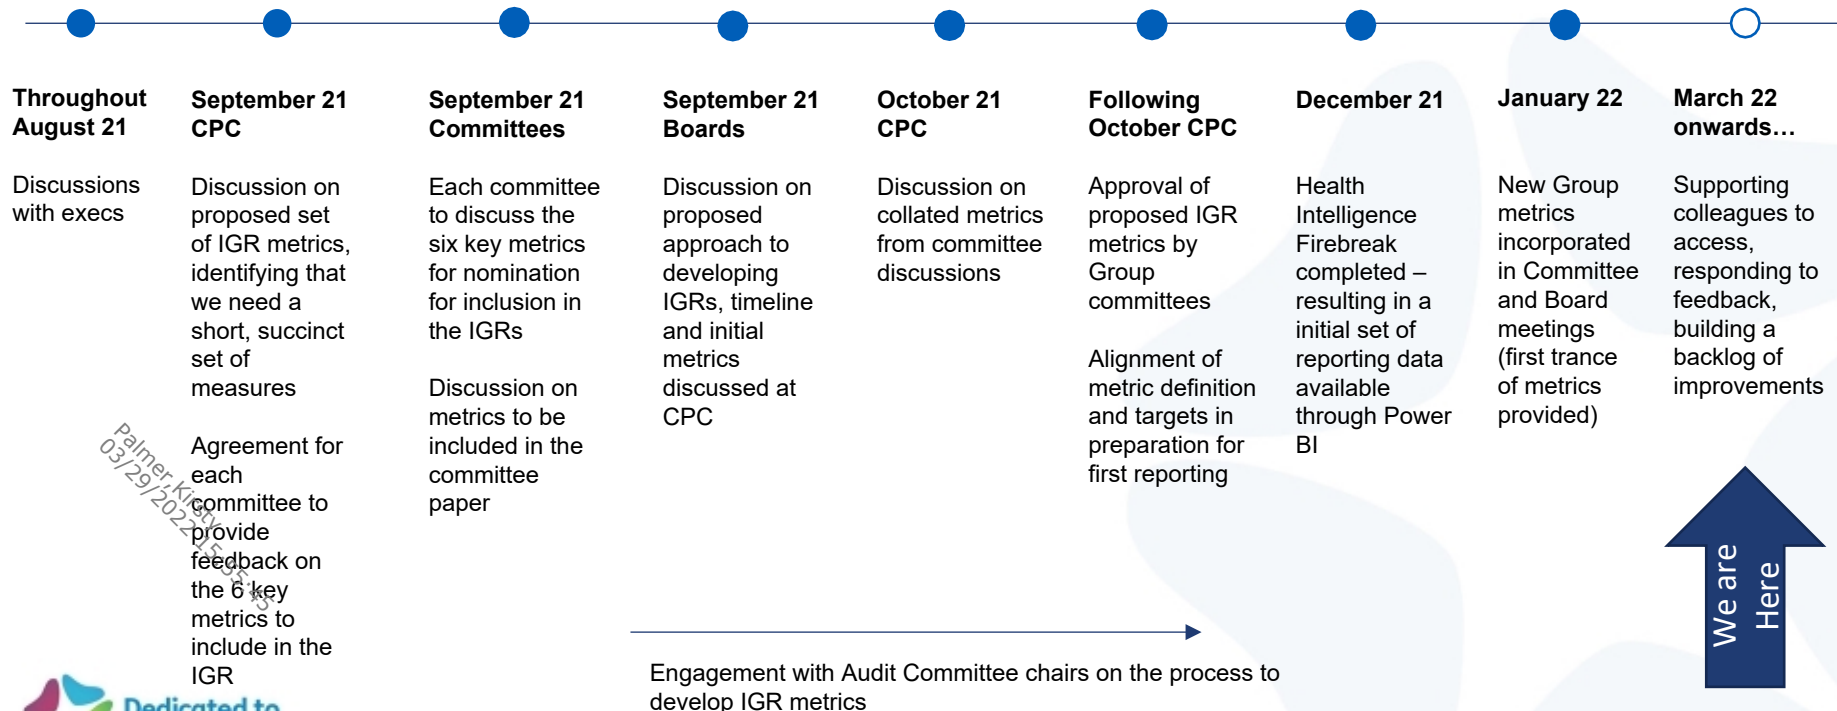 Throughout
August 21
Discussions
with execs
September 21
CPC
Discussion on
proposed set
of IGR metrics,
identifying that
we need a
short, succinct
set of
measures
Agreement for
each
committee to
provide
feedback on
the 6 key
metrics to
include in the
IGR
September 21
Committees
Each committee
to discuss the
six key metrics
for nomination
for inclusion in
the IGRs
Discussion on
metrics to be
included in the
committee
paper
September 21
Boards
Discussion on
proposed
approach to
developing
IGRs, timeline
and initial
metrics
discussed at
CPC
October 21
CPC
Discussion on
collated metrics
from committee
discussions
Following
October CPC
Approval of
proposed IGR
metrics by
Group
committees
Alignment of
metric definition
and targets in
preparation for
first reporting
December 21
Health
Intelligence
Firebreak
completed –
resulting in a
initial set of
reporting data
available
through Power
BI
January 22
New Group
metrics
incorporated
in Committee
and Board
meetings
(first trance
of metrics
provided)
March 22
onwards…
Supporting
colleagues to
access,
responding to
feedback,
building a
backlog of
improvements
We are
Here
Engagement with Audit Committee chairs on the process to
develop IGR metrics
Palmer,Kirsty
03/29/2022 15:55:45
Dedicated to